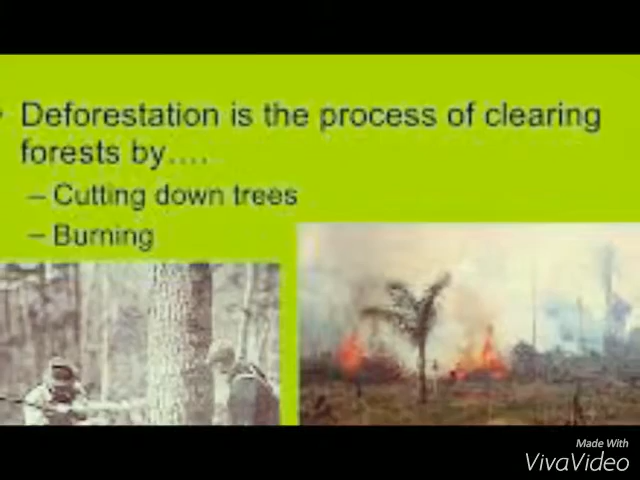 Deforestation is the process of clearing
forests by....
– Cutting down trees
– Burning
Made With
VivaVideo